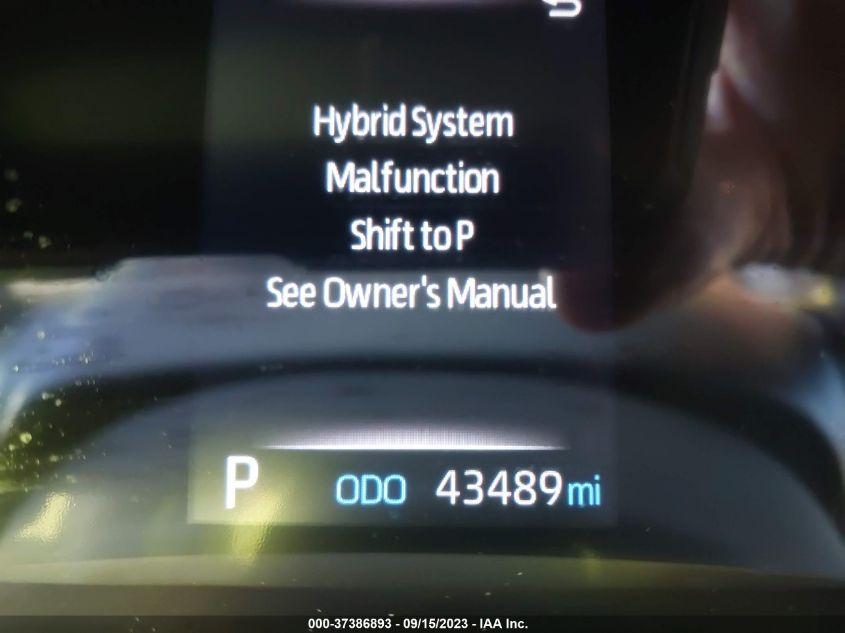 Hybrid System
Malfunction
Shift to P
See Owner's Manual
P ODO 43489 mi
000-37386893 - 09/15/2023 - IAA Inc.